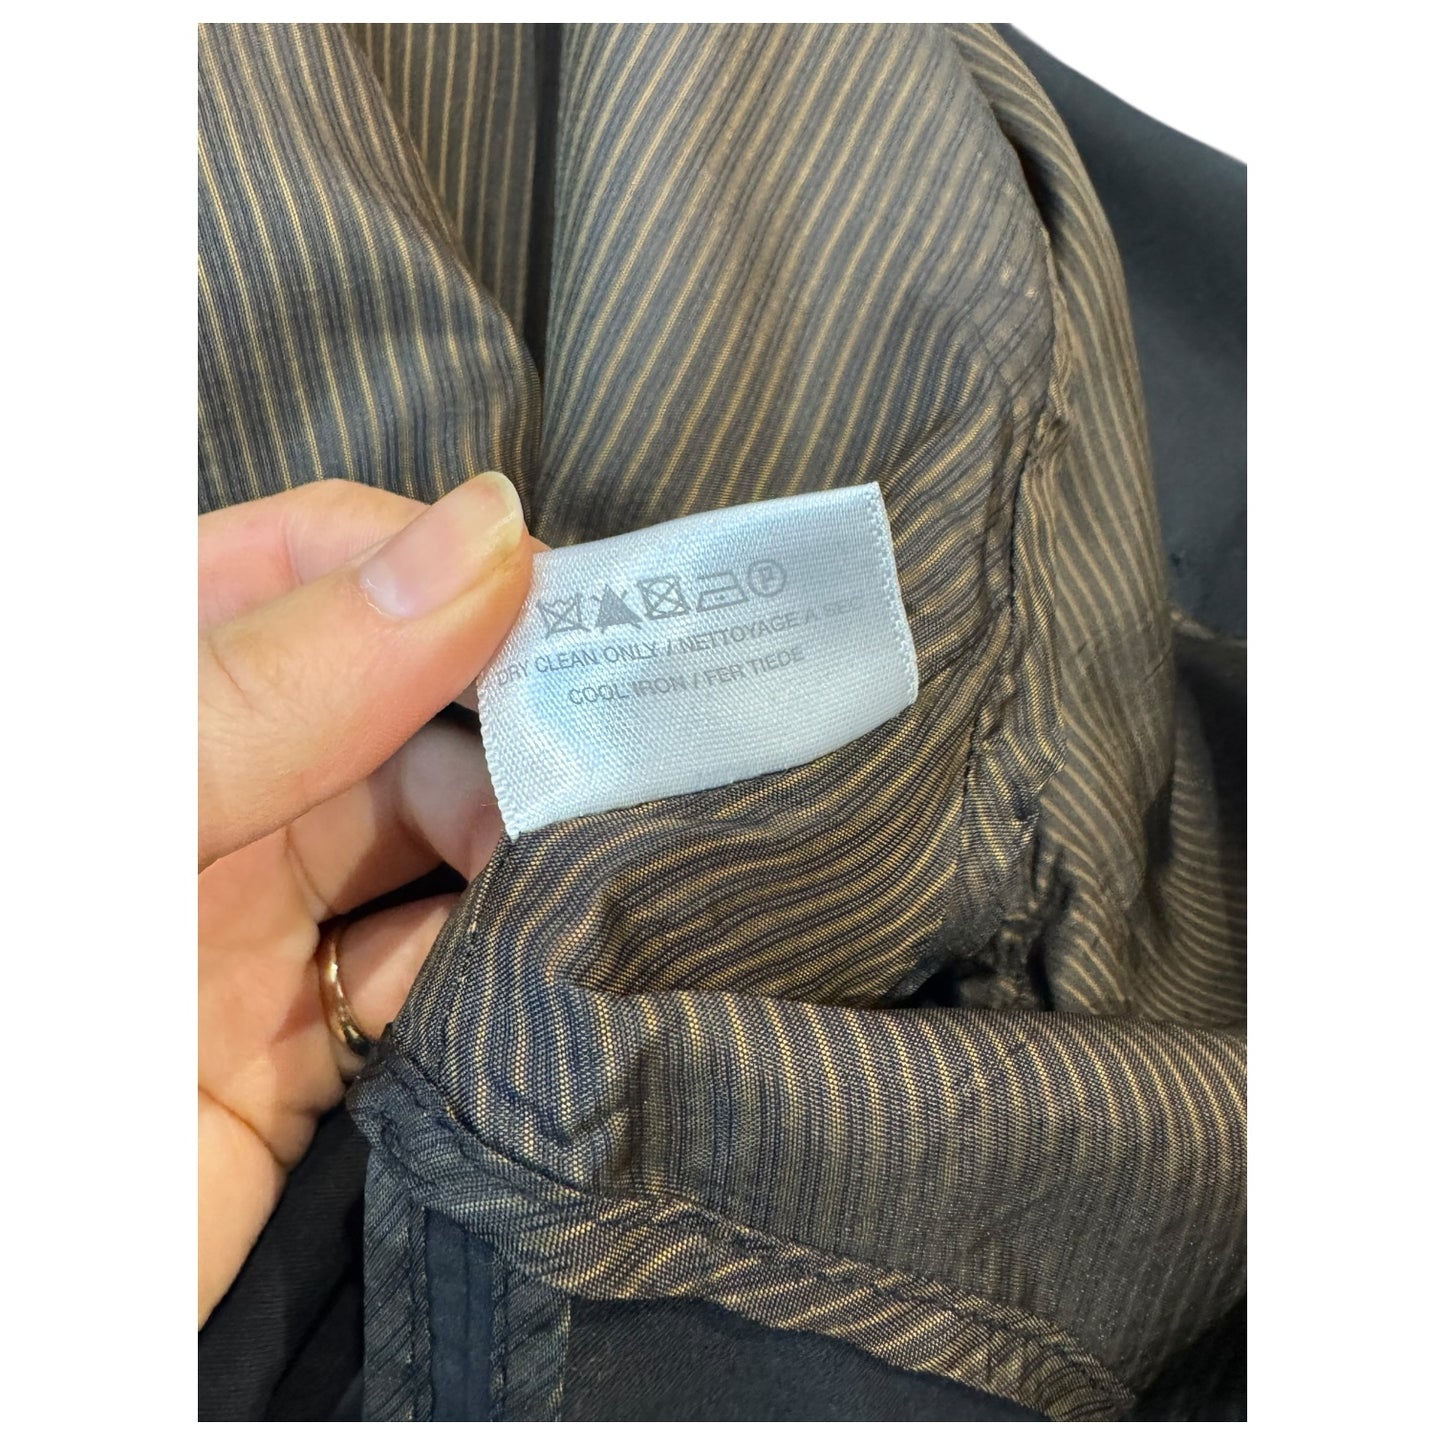 DRY CLEAN ONLY / NETTOYAGE A SEC
COOL IRON / FER TIEDE